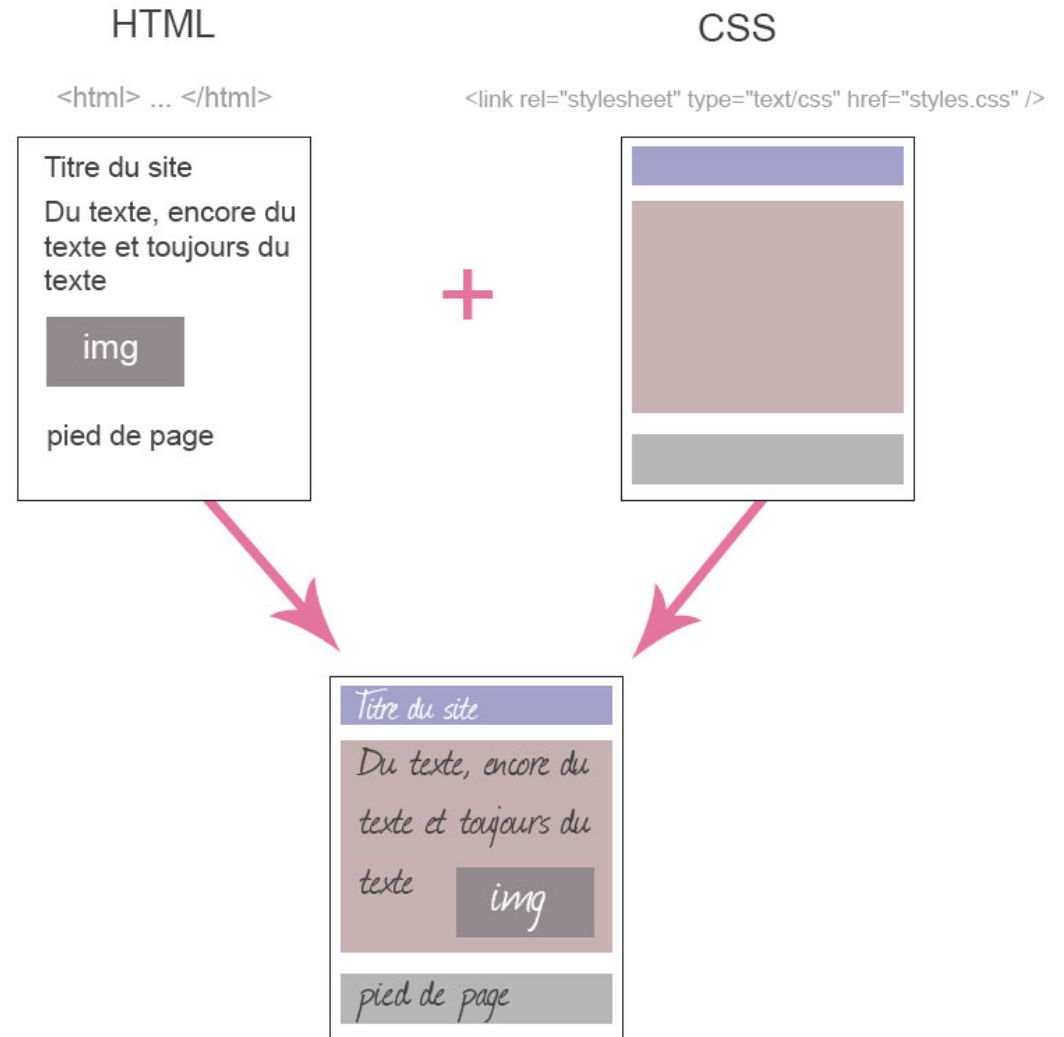 HTML
CSS
<html> ... </html>
<link rel="stylesheet" type="text/css" href="styles.css" />
Titre du site
Du texte, encore du
texte et toujours du
texte
img
pied de page
+
Titre du site
Du texte, encore du
texte et toujours du
texte
img
pied de page